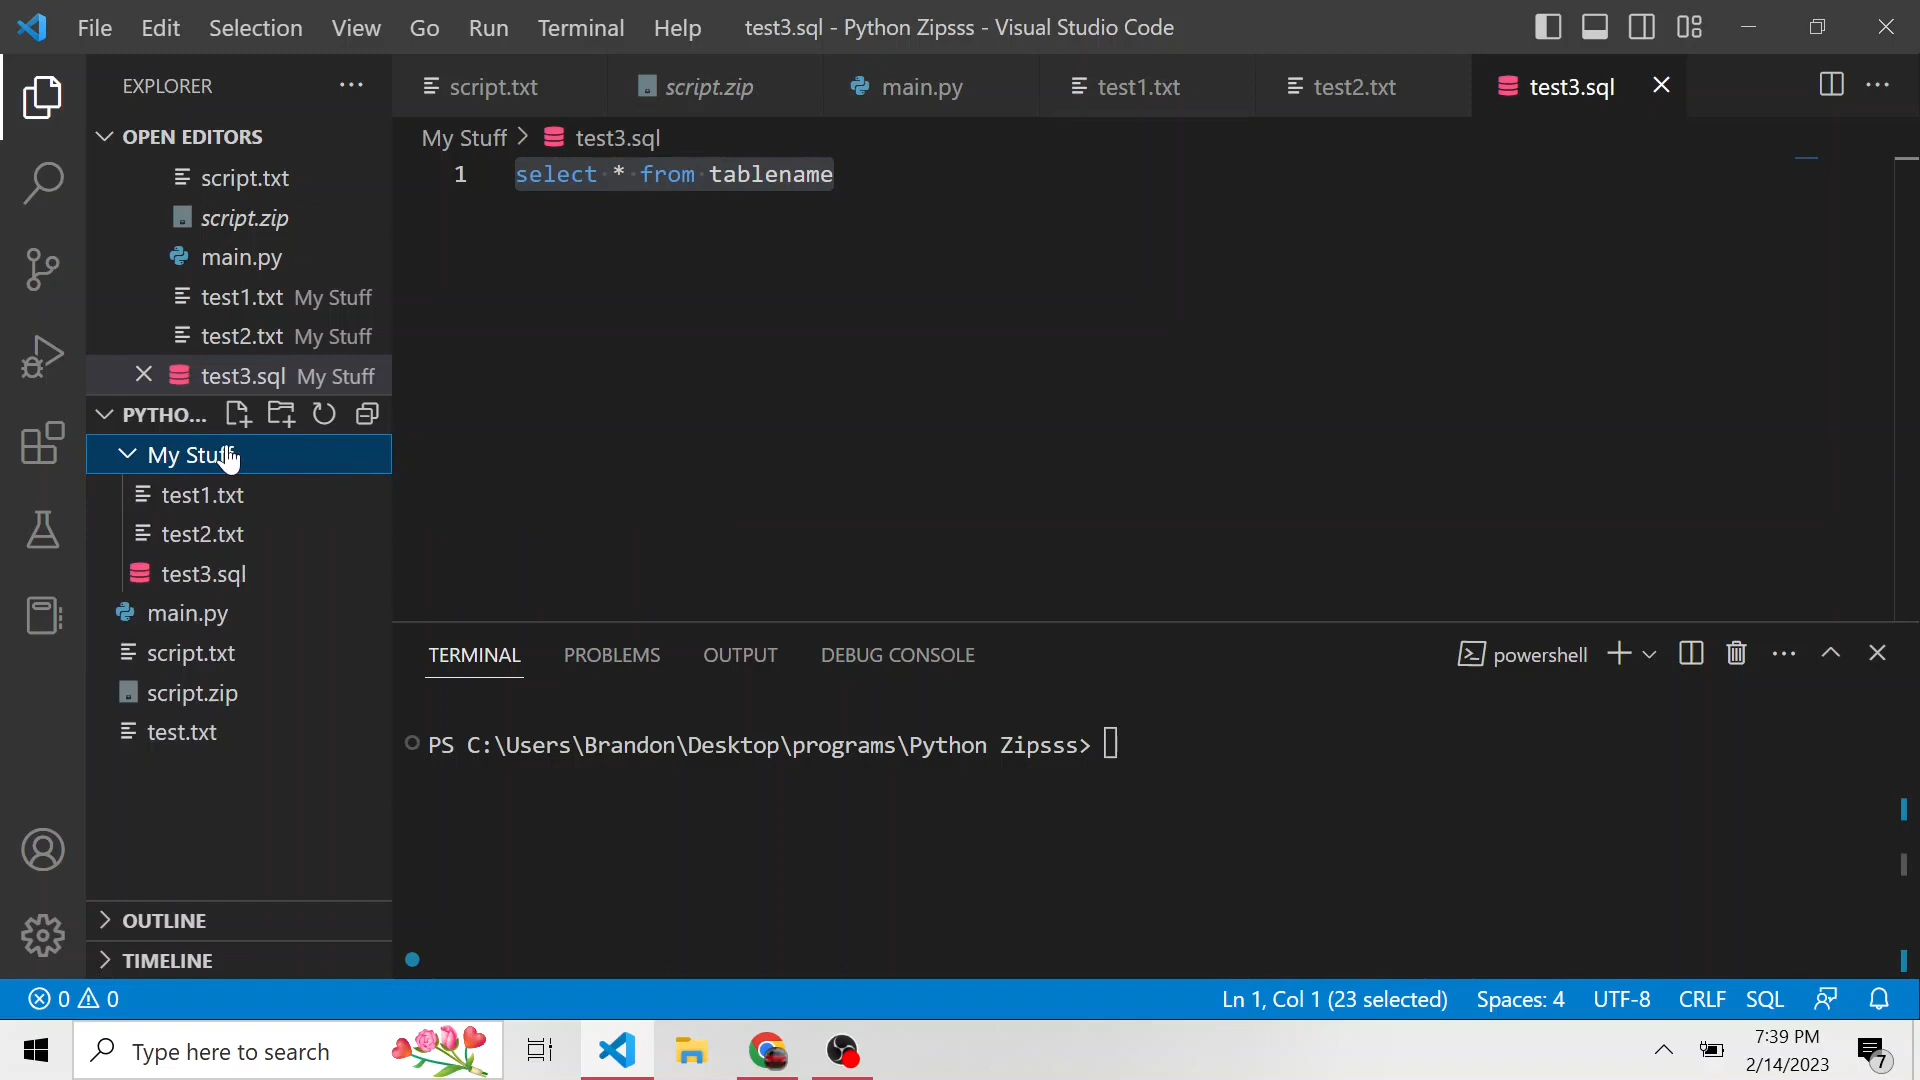 File Edit Selection View Go Run Terminal Help test3.sql - Python Zipsss - Visual Studio Code
EXPLORER
script.txt script.zip main.py test1.txt test2.txt test3.sql
OPEN EDITORS
script.txt
script.zip
main.py
test1.txt My Stuff
test2.txt My Stuff
test3.sql My Stuff
PYTHO...
My Stuff
test1.txt
test2.txt
test3.sql
main.py
script.txt
script.zip
test.txt
OUTLINE
TIMELINE
My Stuff > test3.sql
1 select * from tablename
TERMINAL PROBLEMS OUTPUT DEBUG CONSOLE powershell
PS C:\Users\Brandon\Desktop\programs\Python Zipsss>
0 0 Ln 1, Col 1 (23 selected) Spaces: 4 UTF-8 CRLF SQL
Type here to search
7:39 PM
2/14/2023
7